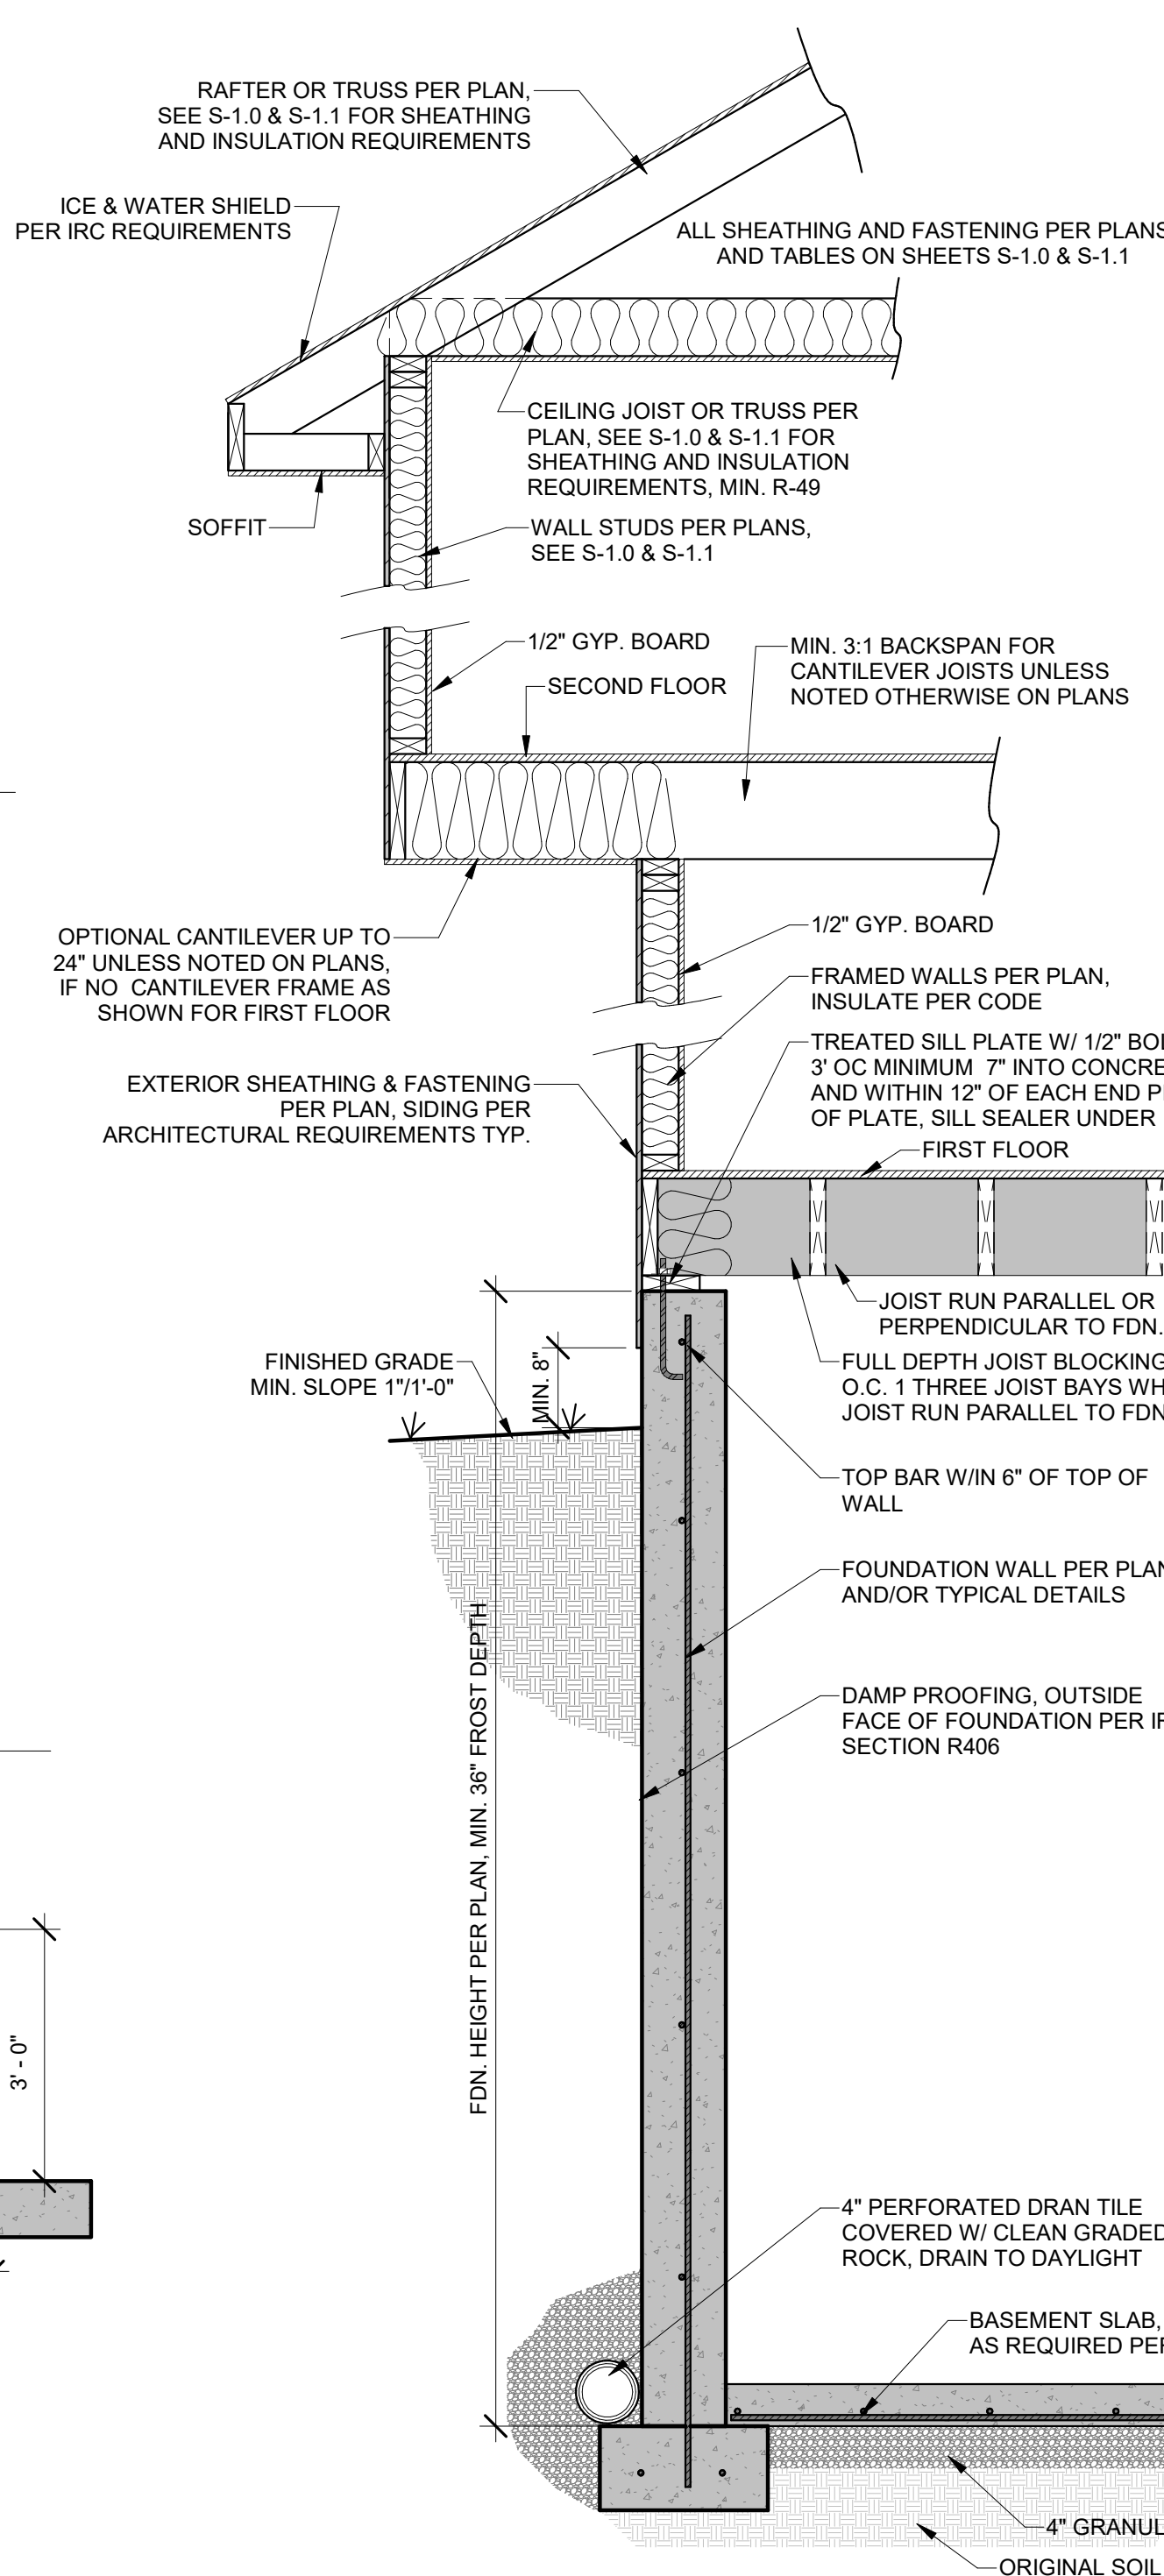 RAFTER OR TRUSS PER PLAN,
SEE S-1.0 & S-1.1 FOR SHEATHING
AND INSULATION REQUIREMENTS
ICE & WATER SHIELD
PER IRC REQUIREMENTS
ALL SHEATHING AND FASTENING PER PLANS
AND TABLES ON SHEETS S-1.0 & S-1.1
CEILING JOIST OR TRUSS PER
PLAN, SEE S-1.0 & S-1.1 FOR
SHEATHING AND INSULATION
REQUIREMENTS, MIN. R-49
SOFFIT
WALL STUDS PER PLANS,
SEE S-1.0 & S-1.1
1/2" GYP. BOARD
SECOND FLOOR
MIN. 3:1 BACKSPAN FOR
CANTILEVER JOISTS UNLESS
NOTED OTHERWISE ON PLANS
OPTIONAL CANTILEVER UP TO
24" UNLESS NOTED ON PLANS,
IF NO CANTILEVER FRAME AS
SHOWN FOR FIRST FLOOR
1/2" GYP. BOARD
FRAMED WALLS PER PLAN,
INSULATE PER CODE
TREATED SILL PLATE W/ 1/2"
3' OC MINIMUM 7" INTO
AND WITHIN 12" OF EACH END
OF PLATE, SILL SEALER UNDER
EXTERIOR SHEATHING & FASTENING
PER PLAN, SIDING PER
ARCHITECTURAL REQUIREMENTS TYP.
FIRST FLOOR
JOIST RUN PARALLEL OR
PERPENDICULAR TO FDN.
FINISHED GRADE
MIN. SLOPE 1"/1'-0"
MIN. 8"
FULL DEPTH JOIST BLOCKING
O.C. 1 THREE JOIST BAYS
JOIST RUN PARALLEL TO FDN
TOP BAR W/IN 6" OF TOP OF
WALL
FOUNDATION WALL PER PLAN
AND/OR TYPICAL DETAILS
DAMP PROOFING, OUTSIDE
FACE OF FOUNDATION PER
SECTION R406
FDN. HEIGHT PER PLAN, MIN. 36" FROST DEPTH
3' - 0"
4" PERFORATED DRAN TILE
COVERED W/ CLEAN GRADED
ROCK, DRAIN TO DAYLIGHT
BASEMENT SLAB,
AS REQUIRED
4"
ORIGINAL SOIL